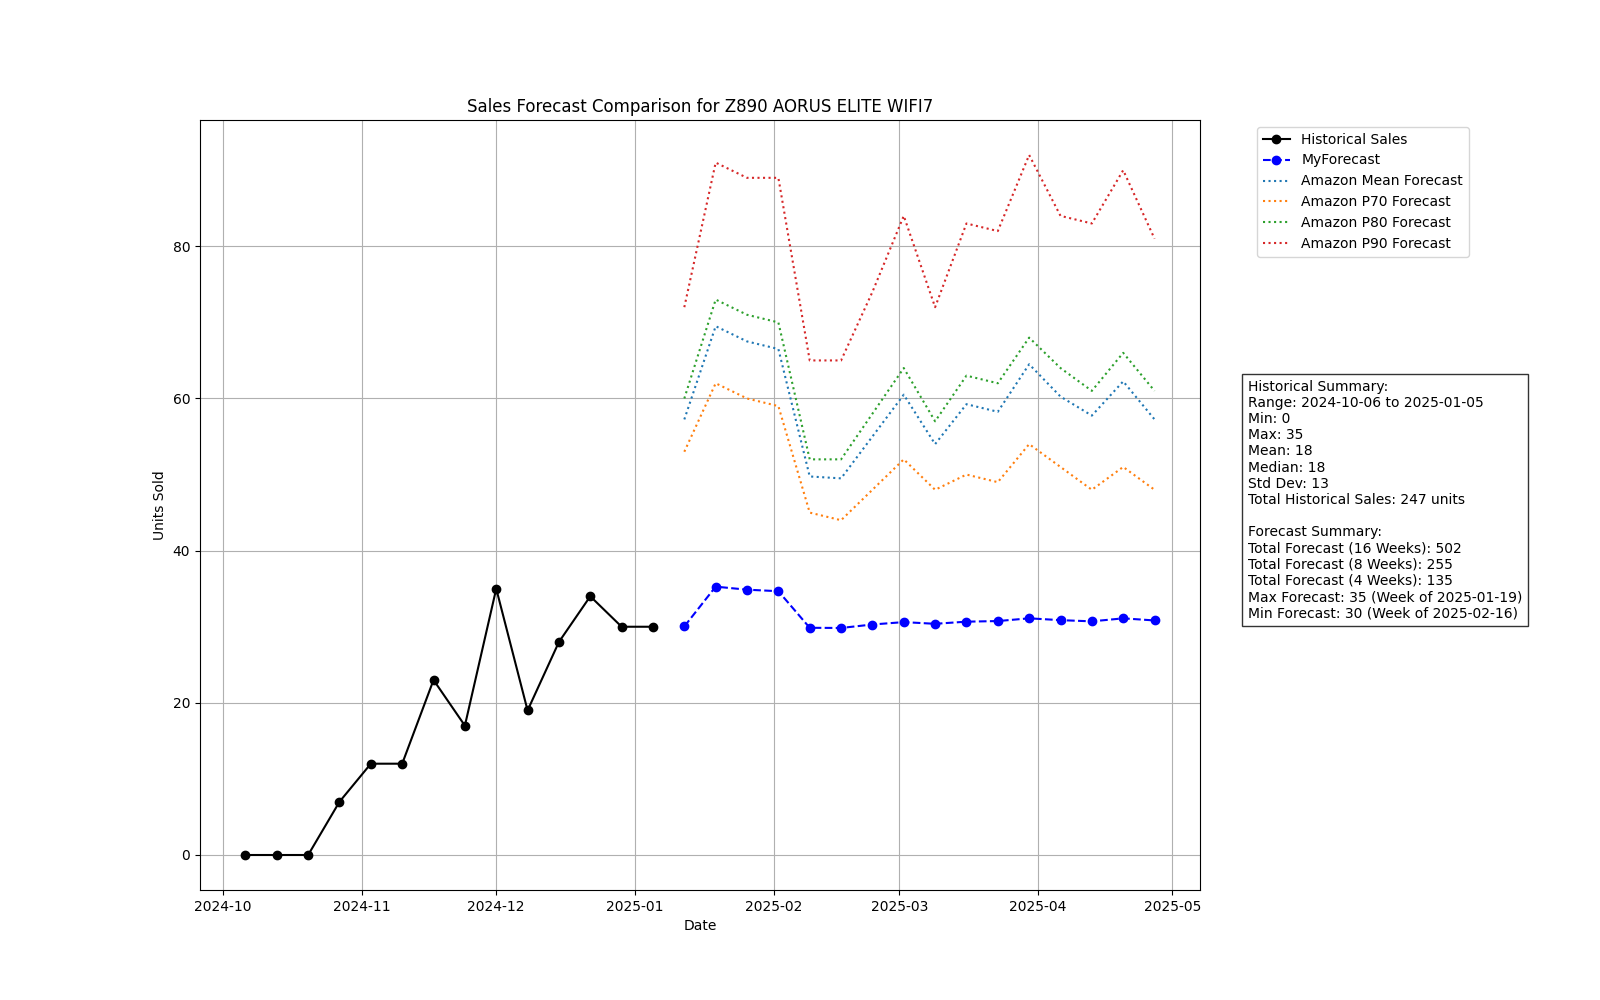 Sales Forecast Comparison for Z890 AORUS ELITE WIFI7
Units Sold
80
60
40
20
0
2024-10
2024-11
2024-12
2025-01
2025-02
2025-03
2025-04
2025-05
Date
Historical Sales
MyForecast
Amazon Mean Forecast
Amazon P70 Forecast
Amazon P80 Forecast
Amazon P90 Forecast
Historical Summary:
Range: 2024-10-06 to 2025-01-05
Min: 0
Max: 35
Mean: 18
Median: 18
Std Dev: 13
Total Historical Sales: 247 units
Forecast Summary:
Total Forecast (16 Weeks): 502
Total Forecast (8 Weeks): 255
Total Forecast (4 Weeks): 135
Max Forecast: 35 (Week of 2025-01-19)
Min Forecast: 30 (Week of 2025-02-16)